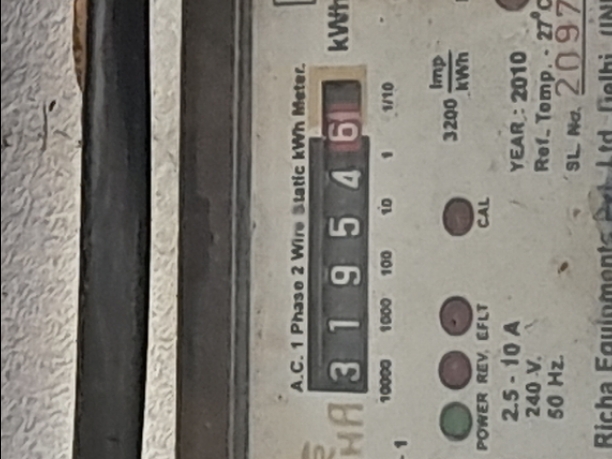 kWh
A.C. 1 Phase 2 Wire Static kWh Meter.
3 1 9 5 4 6
10000 1000 100 10 1 1/10
3200 Imp
kWh
CAL
POWER REV. EFLT
2.5 - 10 A
240 V.
50 Hz.
YEAR : 2010
Ref. Temp. - 27°C
SL. No. 2097
Richa Equipments
Ltd.
- 1